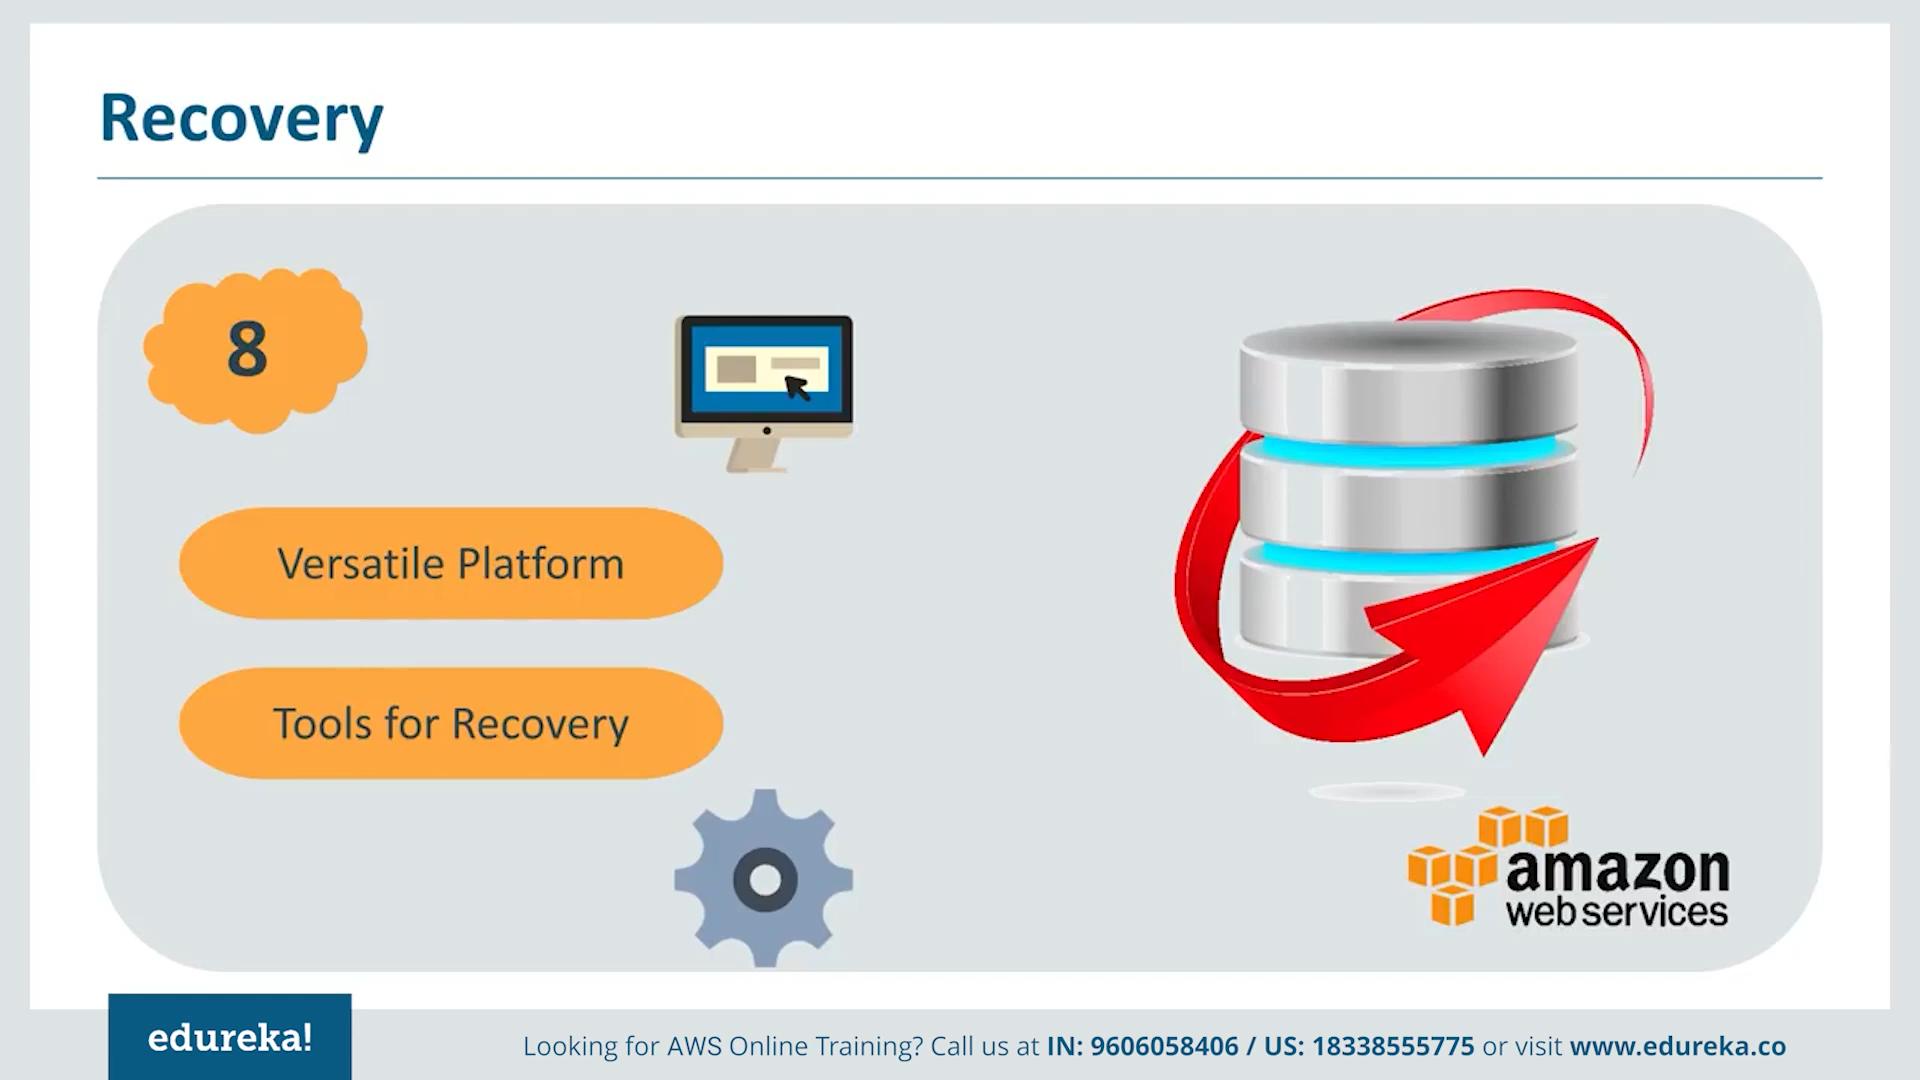 Recovery
8
Versatile Platform
Tools for Recovery
amazon
web services
edureka!
Looking for AWS Online Training? Call us at IN: 9606058406 / US: 18338555775 or visit www.edureka.co